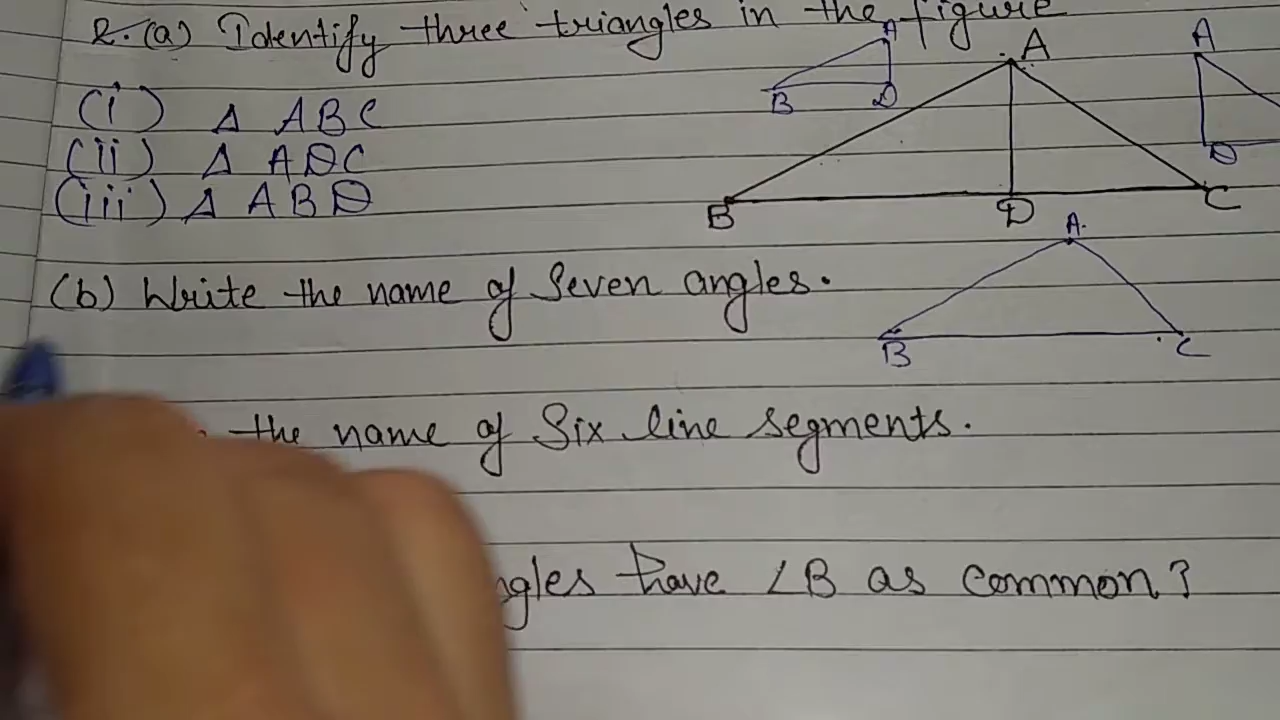 2. (a) Identify three triangles in the figure
(i) Δ ABC
(ii) Δ ADC
(iii) Δ ABD
A
B
D
A
B
D
C
A
D
(b) Write the name of Seven angles.
A
B
C
the name of Six line segments.
have ∠B as common?